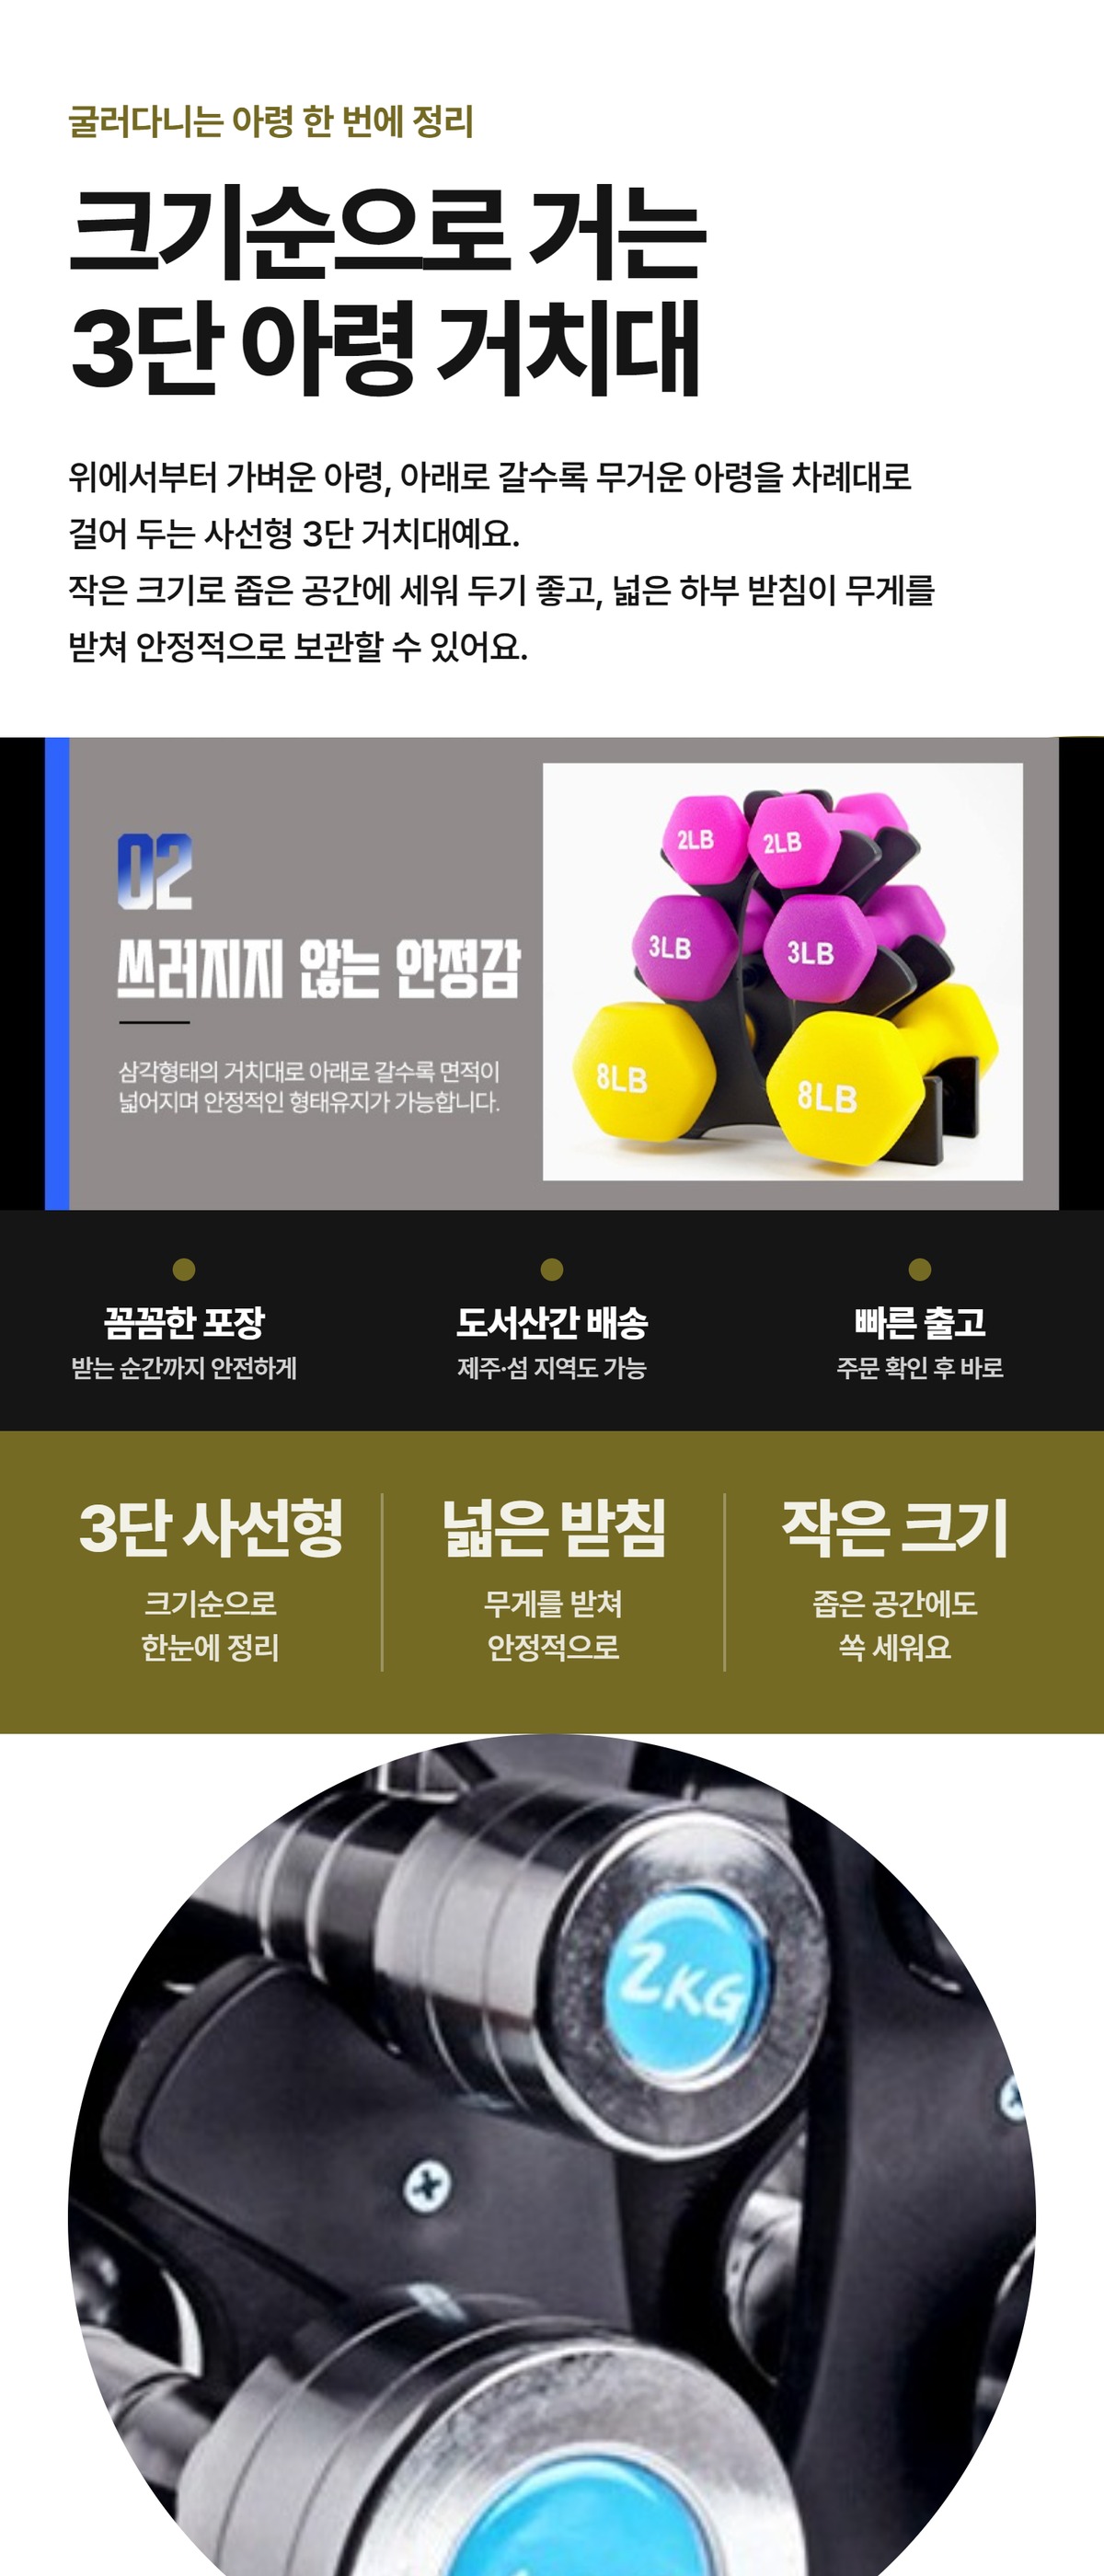 굴러다니는 아령 한 번에 정리
크기순으로 거는
3단 아령 거치대
위에서부터 가벼운 아령, 아래로 갈수록 무거운 아령을 차례대로
걸어 두는 사선형 3단 거치대예요.
작은 크기로 좁은 공간에 세워 두기 좋고, 넓은 하부 받침이 무게를
받쳐 안정적으로 보관할 수 있어요.
02
쓰러지지 않는 안정감
삼각형태의 거치대로 아래로 갈수록 면적이
넓어지며 안정적인 형태유지가 가능합니다.
2LB 2LB
3LB 3LB
8LB 8LB
꼼꼼한 포장
받는 순간까지 안전하게
도서산간 배송
제주·섬 지역도 가능
빠른 출고
주문 확인 후 바로
3단 사선형
크기순으로
한눈에 정리
넓은 받침
무게를 받쳐
안정적으로
작은 크기
좁은 공간에도
쏙 세워요
2KG